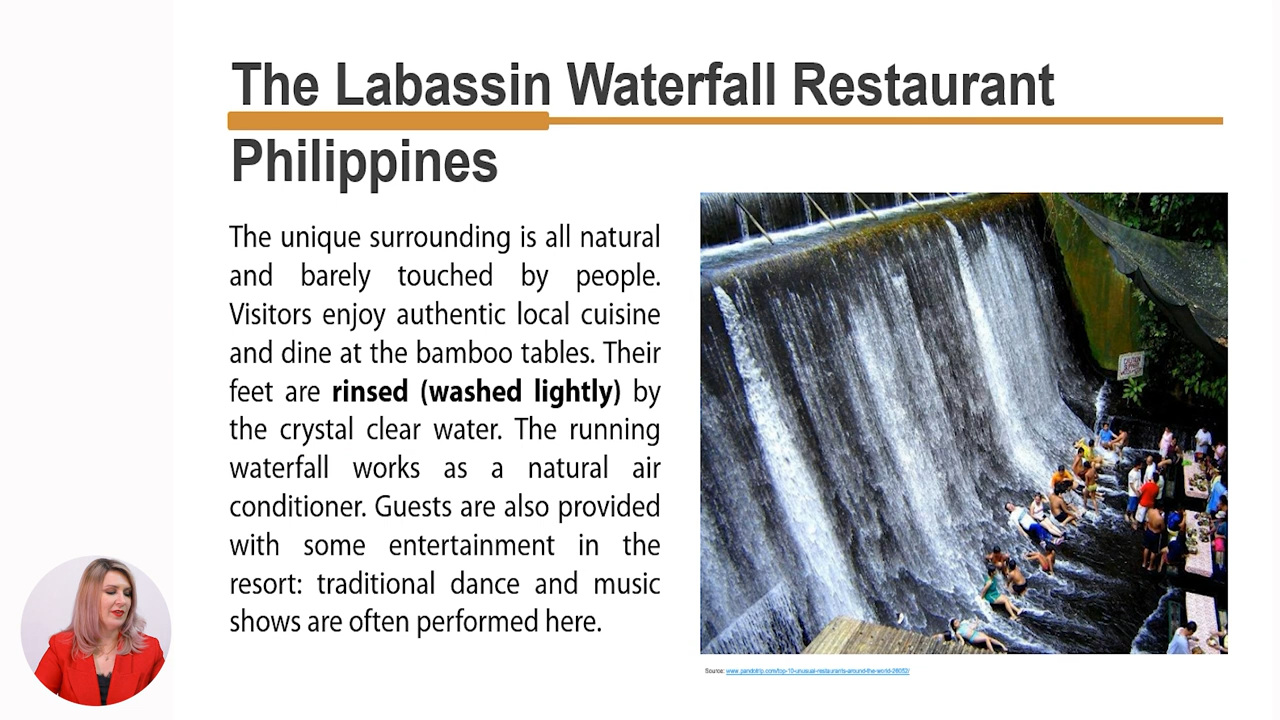 The Labassin Waterfall Restaurant
Philippines
The unique surrounding is all natural
and barely touched by people.
Visitors enjoy authentic local cuisine
and dine at the bamboo tables. Their
feet are rinsed (washed lightly) by
the crystal clear water. The running
waterfall works as a natural air
conditioner. Guests are also provided
with some entertainment in the
resort: traditional dance and music
shows are often performed here.
CAUTION
Source: www.pandotrip.com/top-10-unusual-restaurants-around-the-world-26052/